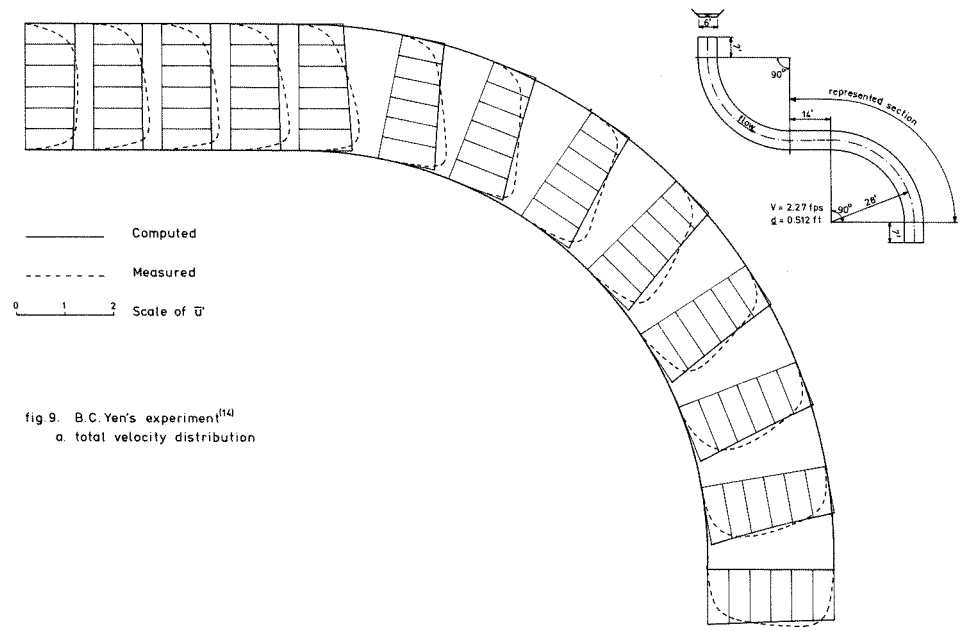 6'
7'
90°
represented section
14'
flow
V = 2.27 fps
d = 0.512 ft
90°
28'
7'
Computed
Measured
0 1 2 Scale of u̅'
fig. 9. B.C. Yen's experiment(14)
a. total velocity distribution